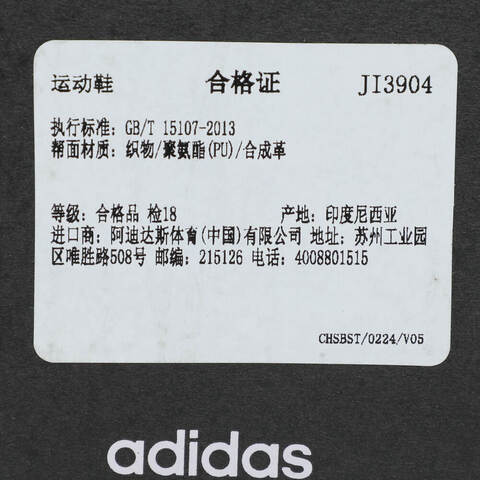 运动鞋 合格证 JI3904
执行标准: GB/T 15107-2013
帮面材质: 织物/聚氨酯(PU)/合成革
等级: 合格品 检18 产地: 印度尼西亚
进口商: 阿迪达斯体育(中国)有限公司 地址: 苏州工业园
区唯胜路508号 邮编: 215126 电话: 4008801515
CHSBST/0224/V05
adidas